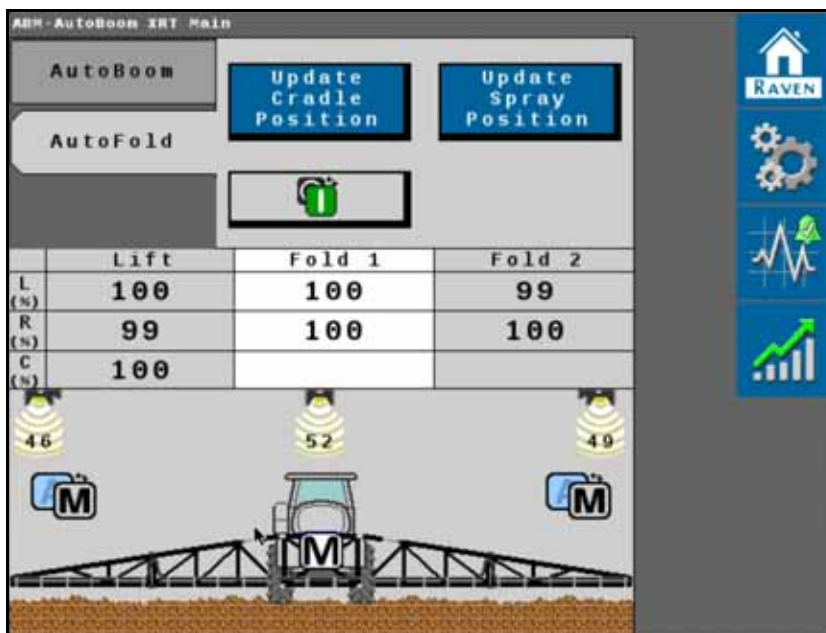 ABM-AutoBoom XRT Main
AutoBoom
AutoFold
Update
Cradle
Position
Update
Spray
Position
RAVEN
Lift Fold 1 Fold 2
L (%) 100 100 99
R (%) 99 100 100
C (%) 100
46 52 49
M M
M